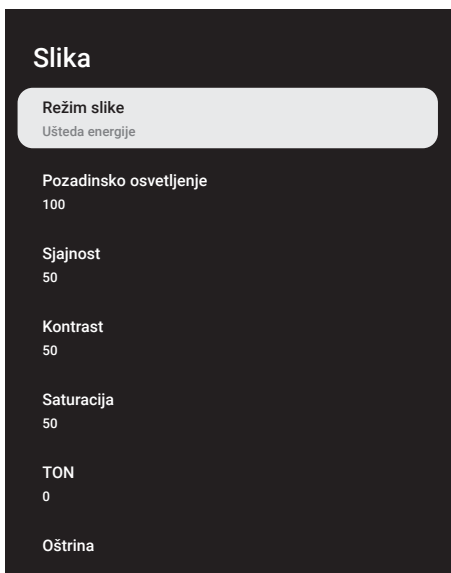 Slika
Režim slike
Ušteda energije
Pozadinsko osvetljenje
100
Sjajnost
50
Kontrast
50
Saturacija
50
TON
0
Oštrina